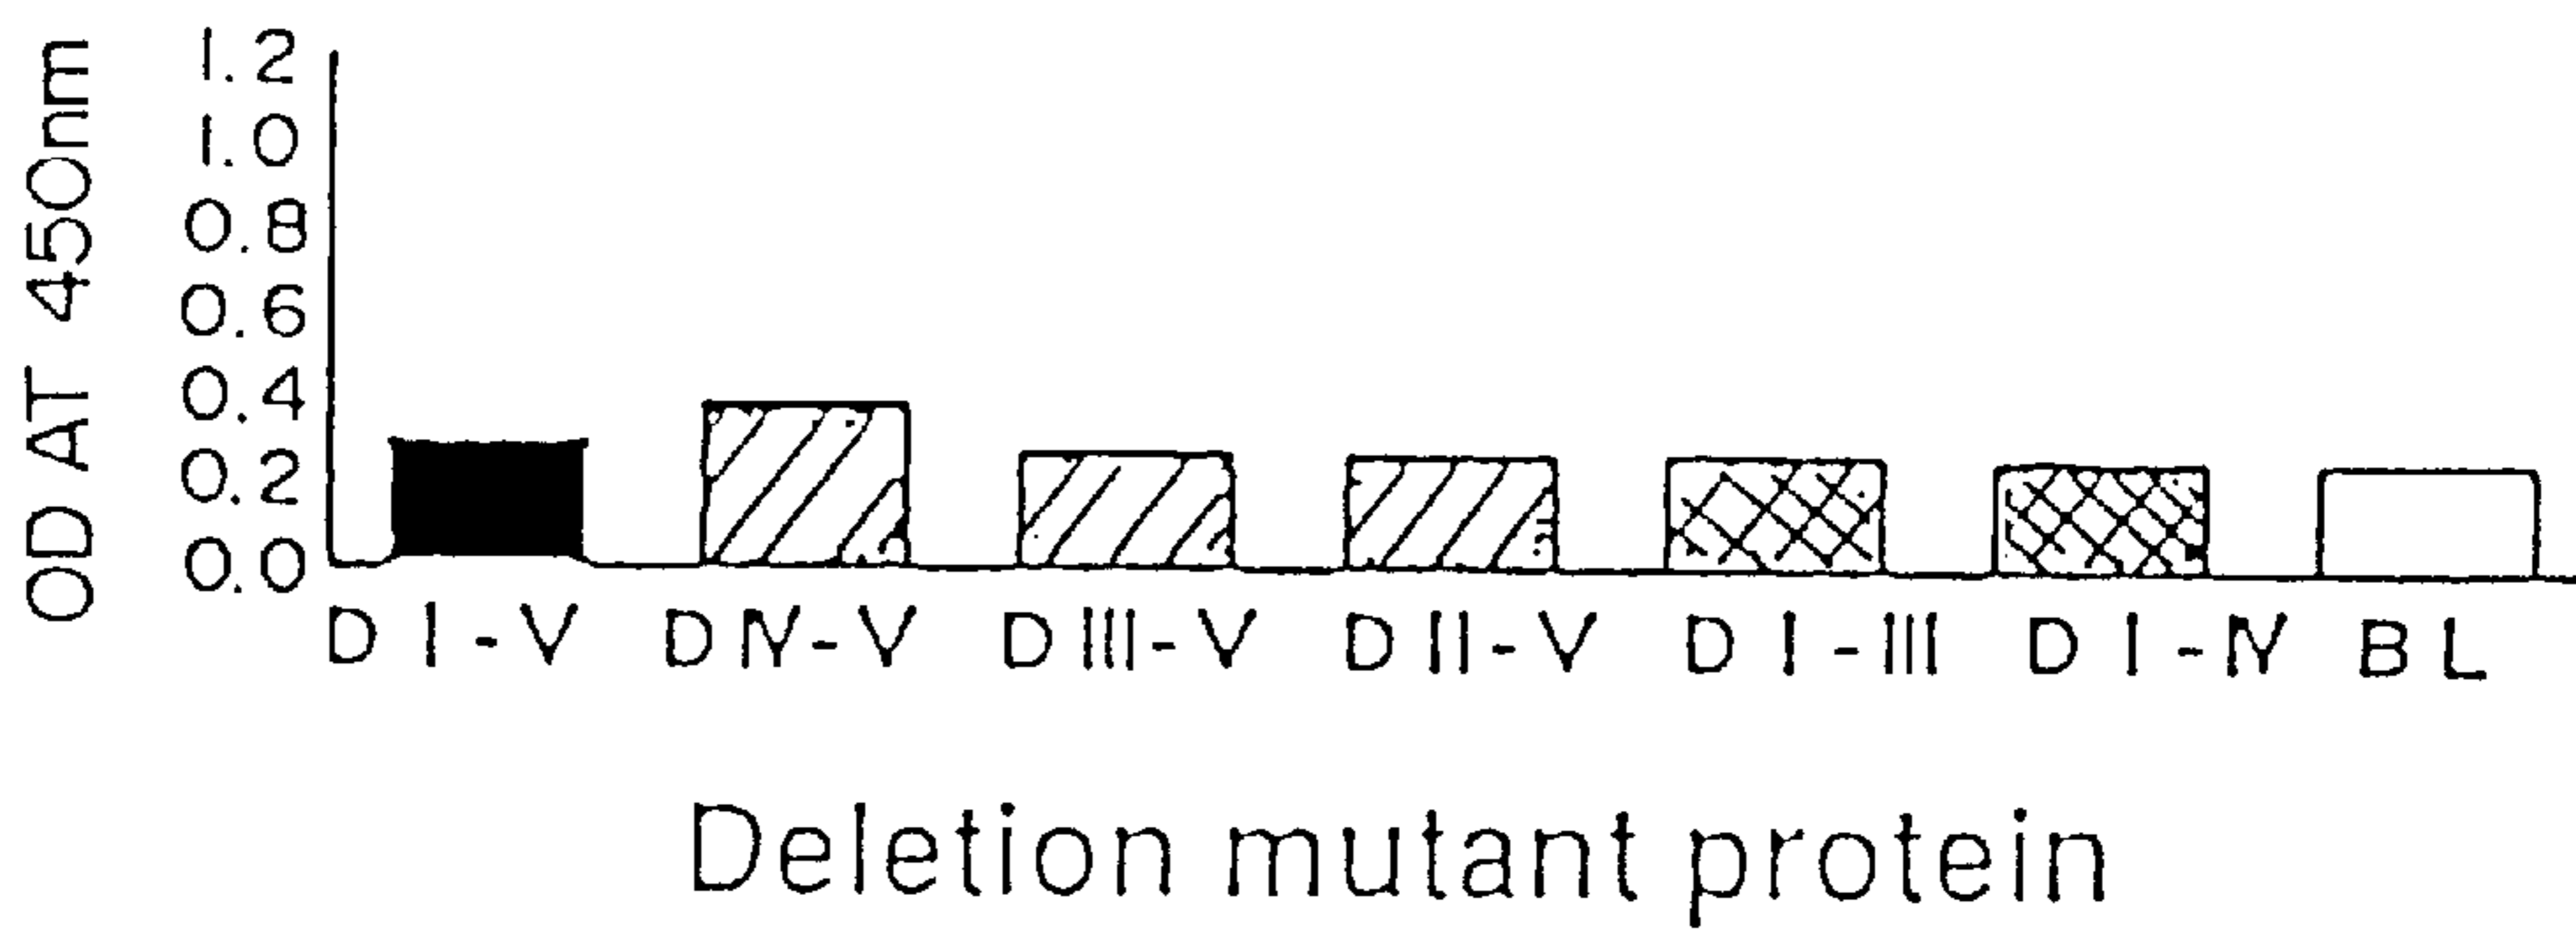 OD AT 450nm
1.2
1.0
0.8
0.6
0.4
0.2
0.0
D I-V D IV-V D III-V D II-V D I-III D I-IV BL
Deletion mutant protein